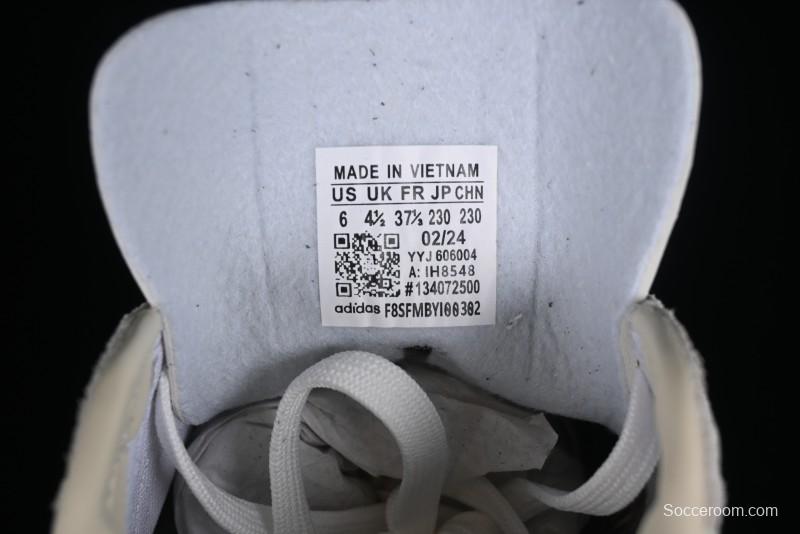 MADE IN VIETNAM
US UK FR JP CHN
6 4½ 37⅓ 230 230
02/24
YYJ 606004
A: IH8548
#134072500
adidas F8SFMBYI00302
Socceroom.com